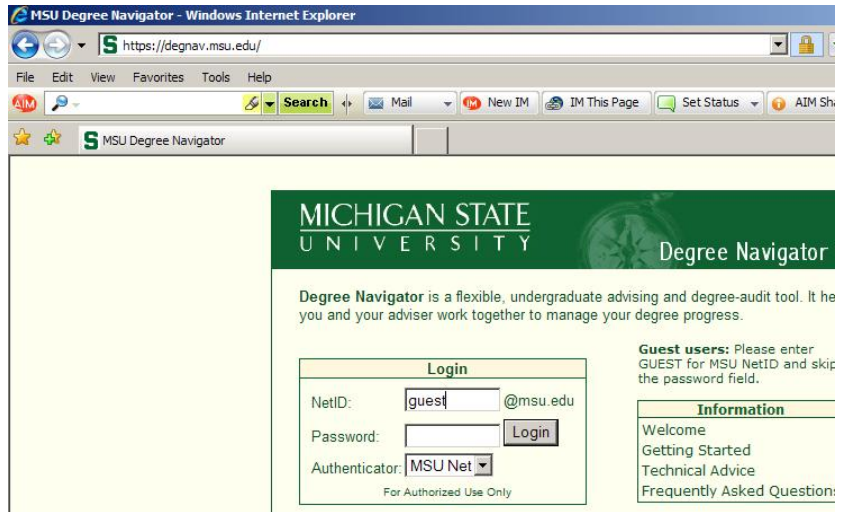 MSU Degree Navigator - Windows Internet Explorer
https://degnav.msu.edu/
File Edit View Favorites Tools Help
AIM Search Mail New IM IM This Page Set Status AIM Sha
MSU Degree Navigator
MICHIGAN STATE
UNIVERSITY
Degree Navigator
Degree Navigator is a flexible, undergraduate advising and degree-audit tool. It he
you and your adviser work together to manage your degree progress.
Guest users: Please enter
GUEST for MSU NetID and skip
the password field.
Login
NetID: guest @msu.edu
Password: Login
Authenticator: MSU Net
For Authorized Use Only
Information
Welcome
Getting Started
Technical Advice
Frequently Asked Questions